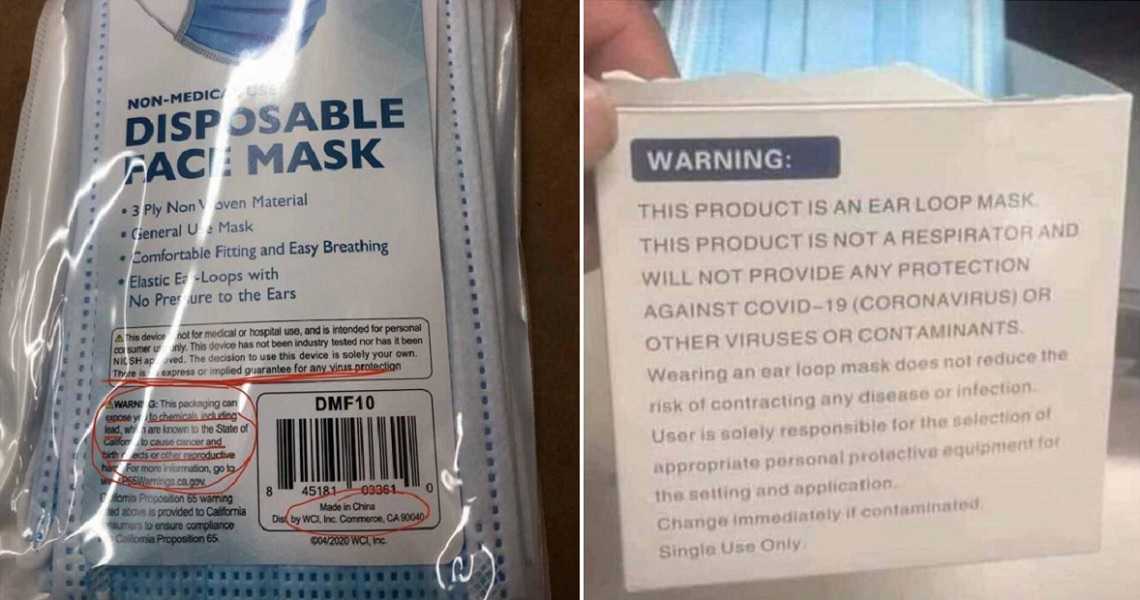 NON-MEDICAL USE
DISPOSABLE
FACE MASK
• 3 Ply Non Woven Material
• General Use Mask
• Comfortable Fitting and Easy Breathing
• Elastic Ear-Loops with
No Pressure to the Ears
⚠This device not for medical or hospital use, and is intended for personal
consumer use only. This device has not been industry tested nor has it been
NIOSH approved. The decision to use this device is solely your own.
There is express or implied guarantee for any virus protection
⚠WARNING: This packaging can
expose you to chemicals including
lead, which are known to the State of
California to cause cancer and
birth defects or other reproductive
harm. For more information, go to
www.P65Warnings.ca.gov
California Proposition 65 warning
above is provided to California
consumers to ensure compliance
California Proposition 65.
DMF10
8 45181 03361 0
Made in China
Dist. by WCI, Inc. Commerce, CA 90040
©04/2020 WCI, Inc.
WARNING:
THIS PRODUCT IS AN EAR LOOP MASK.
THIS PRODUCT IS NOT A RESPIRATOR AND
WILL NOT PROVIDE ANY PROTECTION
AGAINST COVID-19 (CORONAVIRUS) OR
OTHER VIRUSES OR CONTAMINANTS.
Wearing an ear loop mask does not reduce the
risk of contracting any disease or infection.
User is solely responsible for the selection of
appropriate personal protective equipment for
the setting and application.
Change immediately if contaminated.
Single Use Only.